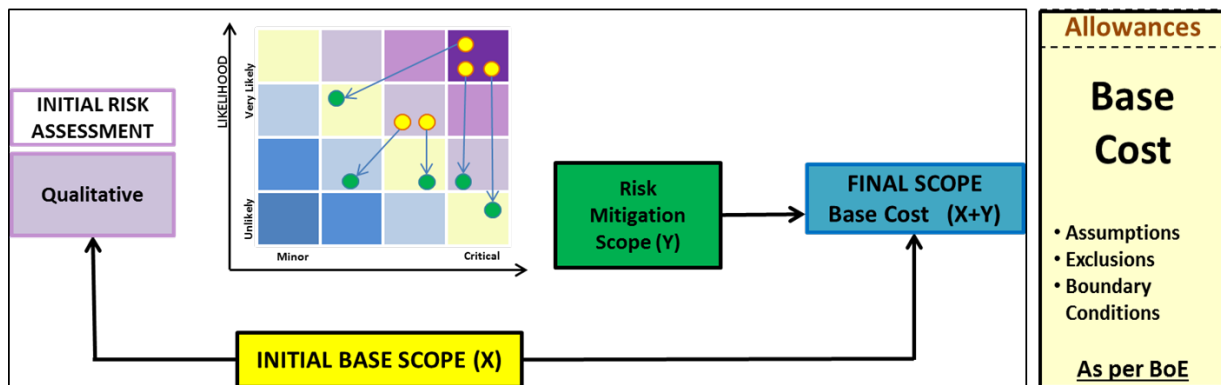 INITIAL RISK
ASSESSMENT
Qualitative
LIKELIHOOD
Very Likely
Unlikely
Minor
Critical
Risk
Mitigation
Scope (Y)
FINAL SCOPE
Base Cost (X+Y)
INITIAL BASE SCOPE (X)
Allowances
Base
Cost
• Assumptions
• Exclusions
• Boundary
Conditions
As per BoE